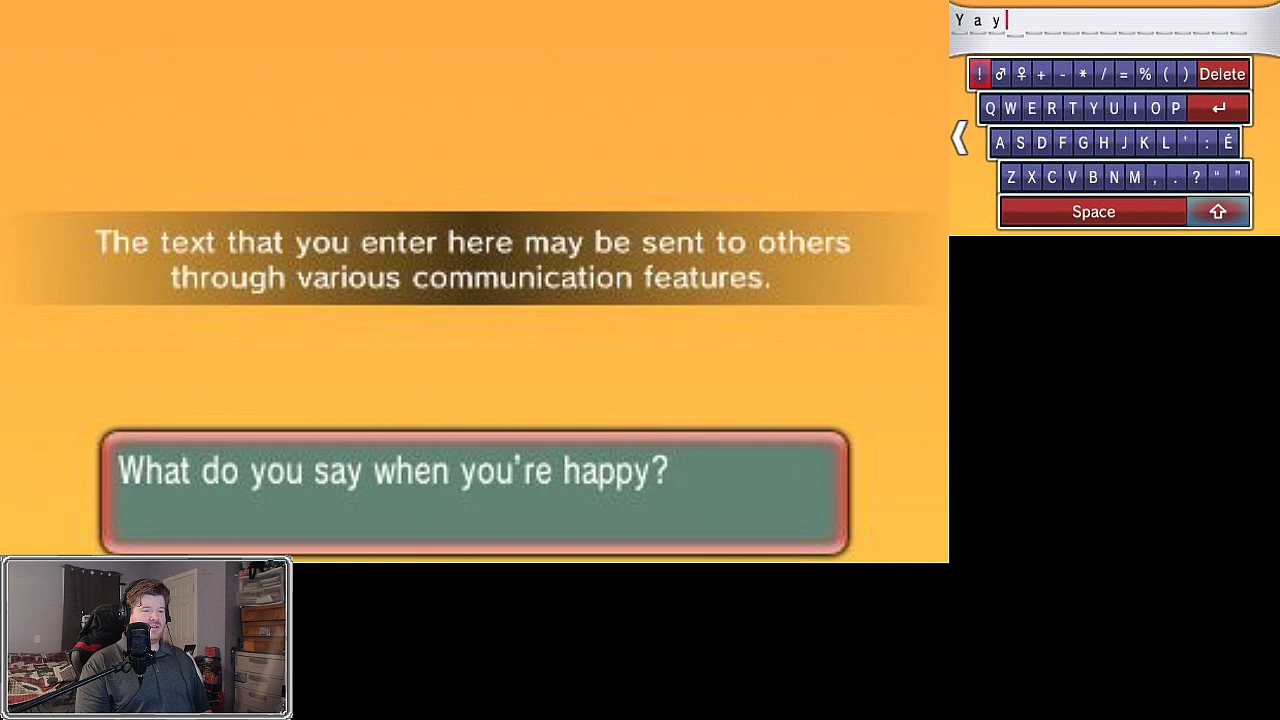 The text that you enter here may be sent to others
through various communication features.
What do you say when you're happy?
Yay
! ♂ ♀ + - * / = % ( ) Delete
Q W E R T Y U I O P ↵
A S D F G H J K L ' : É
Z X C V B N M , . ? “ ”
Space ⇧